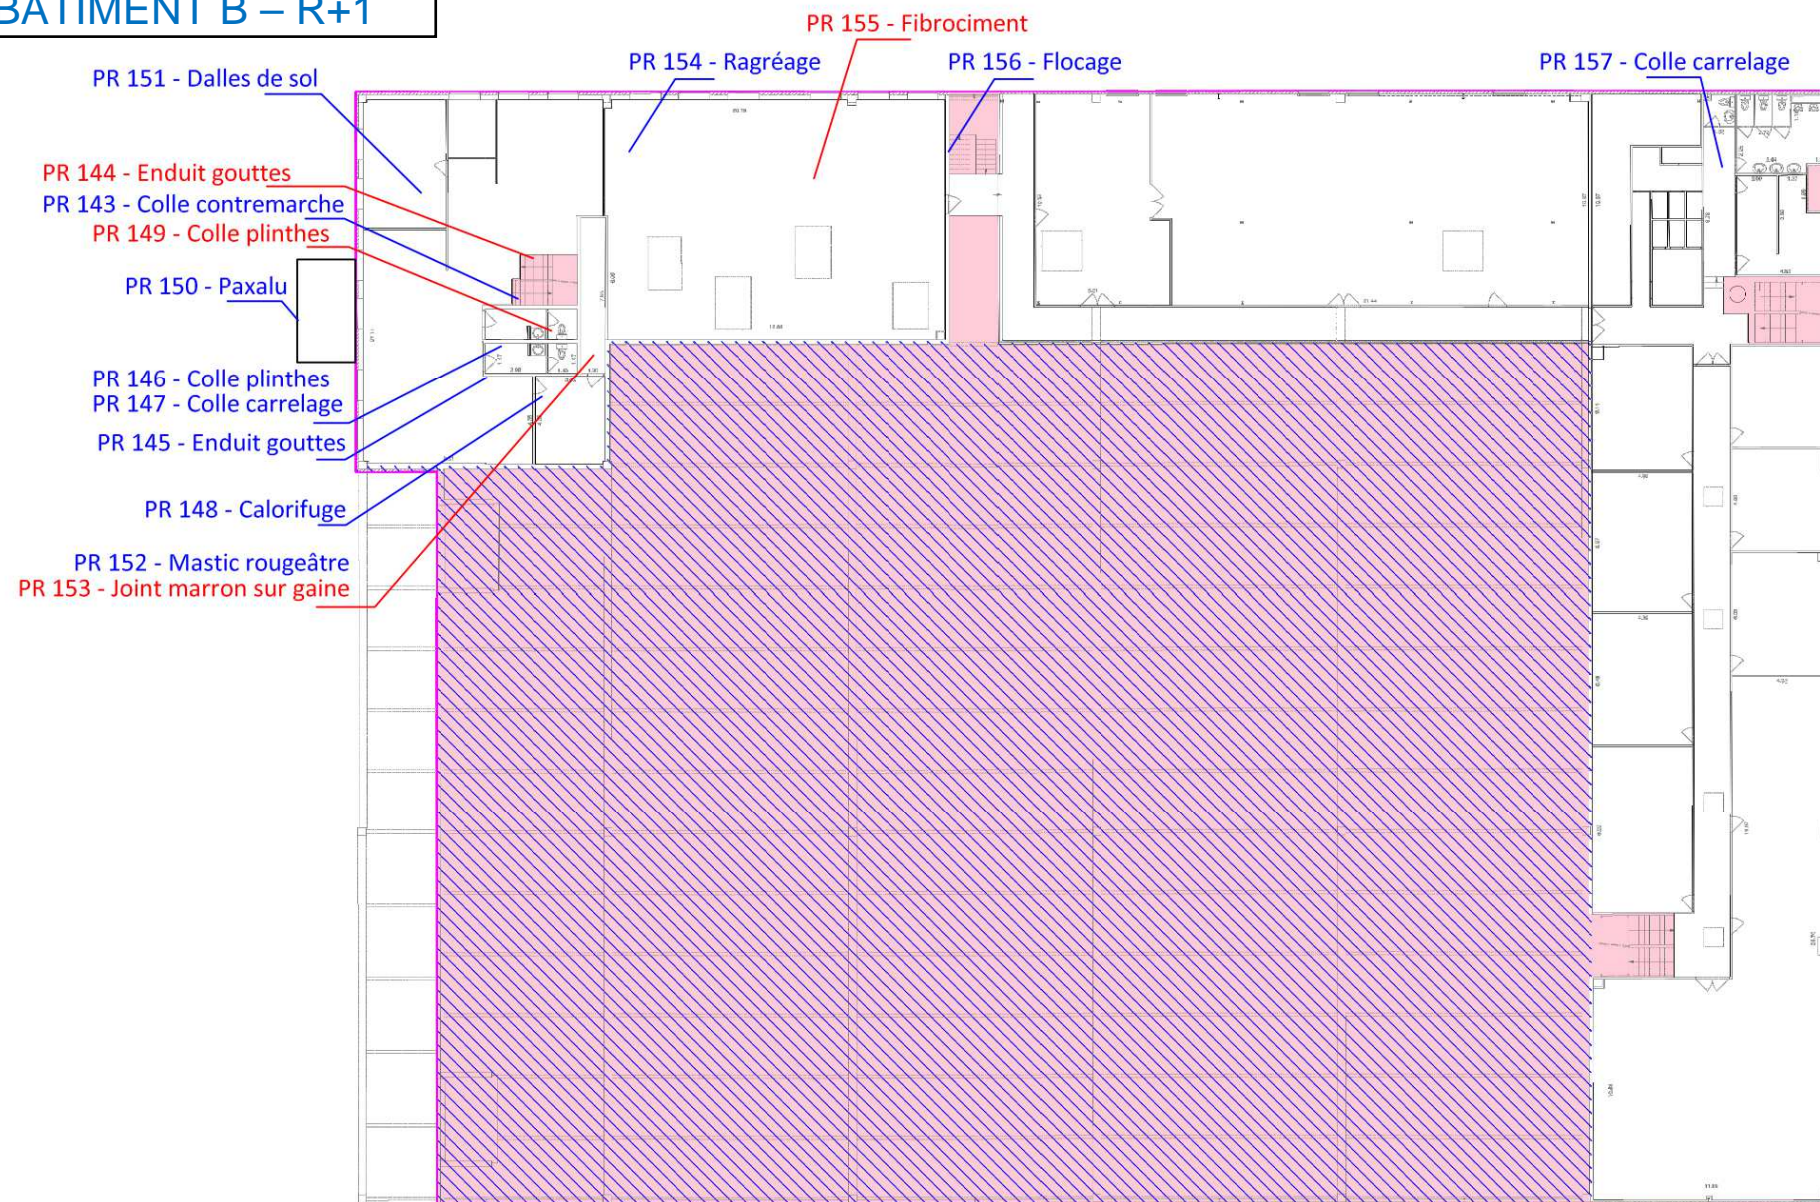 BATIMENT B – R+1
PR 155 - Fibrociment
PR 151 - Dalles de sol
PR 154 - Ragréage
PR 156 - Flocage
PR 157 - Colle carrelage
PR 144 - Enduit gouttes
PR 143 - Colle contremarche
PR 149 - Colle plinthes
PR 150 - Paxalu
PR 146 - Colle plinthes
PR 147 - Colle carrelage
PR 145 - Enduit gouttes
PR 148 - Calorifuge
PR 152 - Mastic rougeâtre
PR 153 - Joint marron sur gaine